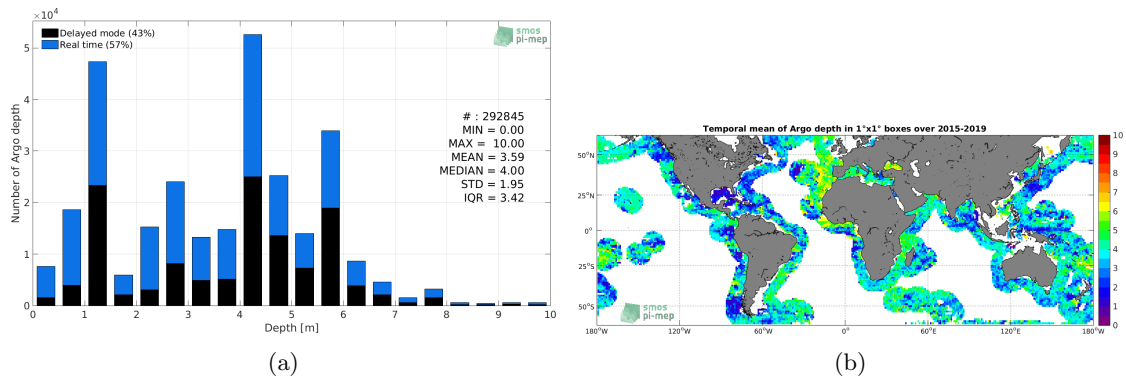 ×10⁴
Delayed mode (43%)
Real time (57%)
smos
pi-mep
5
4
3
2
1
0
Number of Argo depth
# : 292845
MIN = 0.00
MAX = 10.00
MEAN = 3.59
MEDIAN = 4.00
STD = 1.95
IQR = 3.42
0 1 2 3 4 5 6 7 8 9 10
Depth [m]
(a)
Temporal mean of Argo depth in 1°x1° boxes over 2015-2019
50°N
25°N
0°
25°S
50°S
smos
pi-mep
180°W 120°W 60°W 0° 60°E 120°E 180°W
10
9
8
7
6
5
4
3
2
1
0
(b)